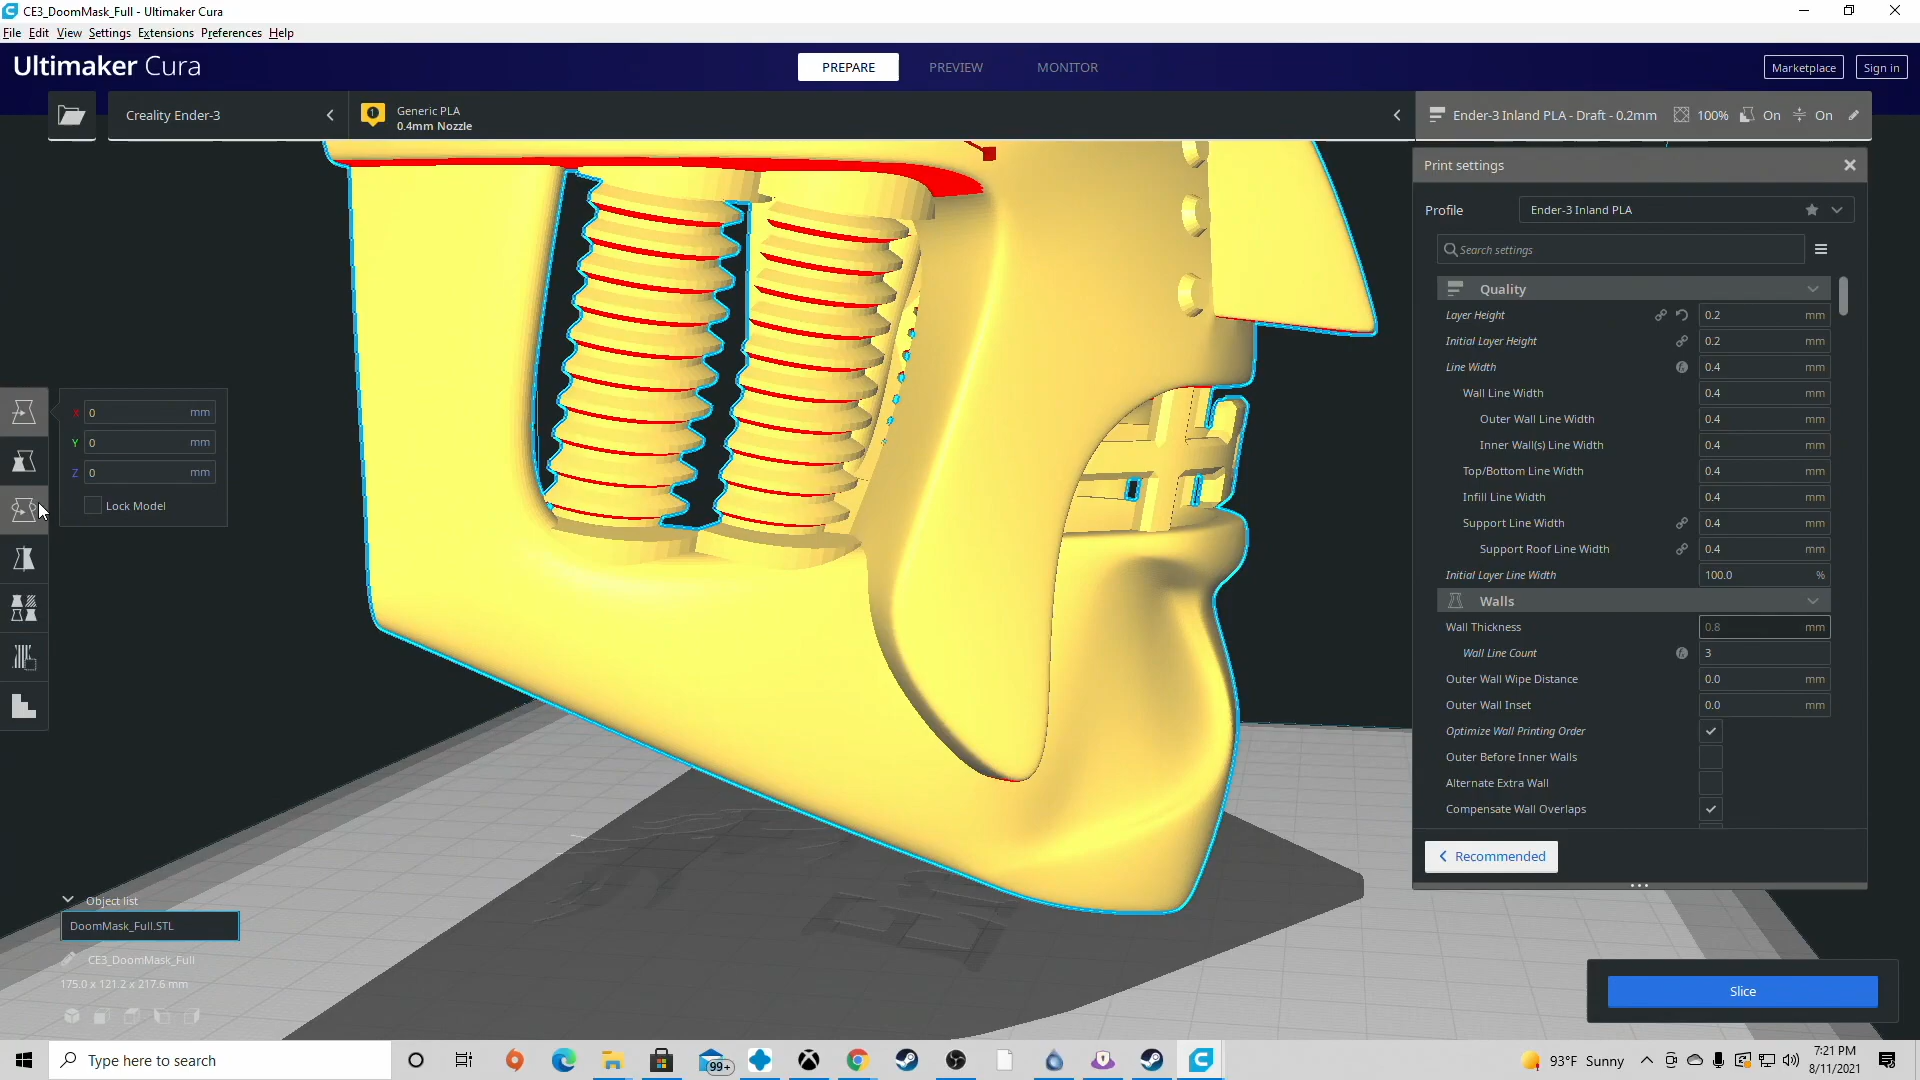 CE3_DoomMask_Full - Ultimaker Cura
File Edit View Settings Extensions Preferences Help
Ultimaker Cura
PREPARE
PREVIEW
MONITOR
Marketplace
Sign in
Creality Ender-3
1
Generic PLA
0.4mm Nozzle
Ender-3 Inland PLA - Draft - 0.2mm
100%
On
On
Print settings
Profile
Ender-3 Inland PLA
Search settings
Quality
Layer Height 0.2 mm
Initial Layer Height 0.2 mm
Line Width 0.4 mm
Wall Line Width 0.4 mm
Outer Wall Line Width 0.4 mm
Inner Wall(s) Line Width 0.4 mm
Top/Bottom Line Width 0.4 mm
Infill Line Width 0.4 mm
Support Line Width 0.4 mm
Support Roof Line Width 0.4 mm
Initial Layer Line Width 100.0 %
Walls
Wall Thickness 0.8 mm
Wall Line Count 3
Outer Wall Wipe Distance 0.0 mm
Outer Wall Inset 0.0 mm
Optimize Wall Printing Order
Outer Before Inner Walls
Alternate Extra Wall
Compensate Wall Overlaps
Recommended
X 0 mm
Y 0 mm
Z 0 mm
Lock Model
Object list
DoomMask_Full.STL
CE3_DoomMask_Full
175.0 x 121.2 x 217.6 mm
Slice
Type here to search
99+
93°F Sunny
7:21 PM
8/11/2021